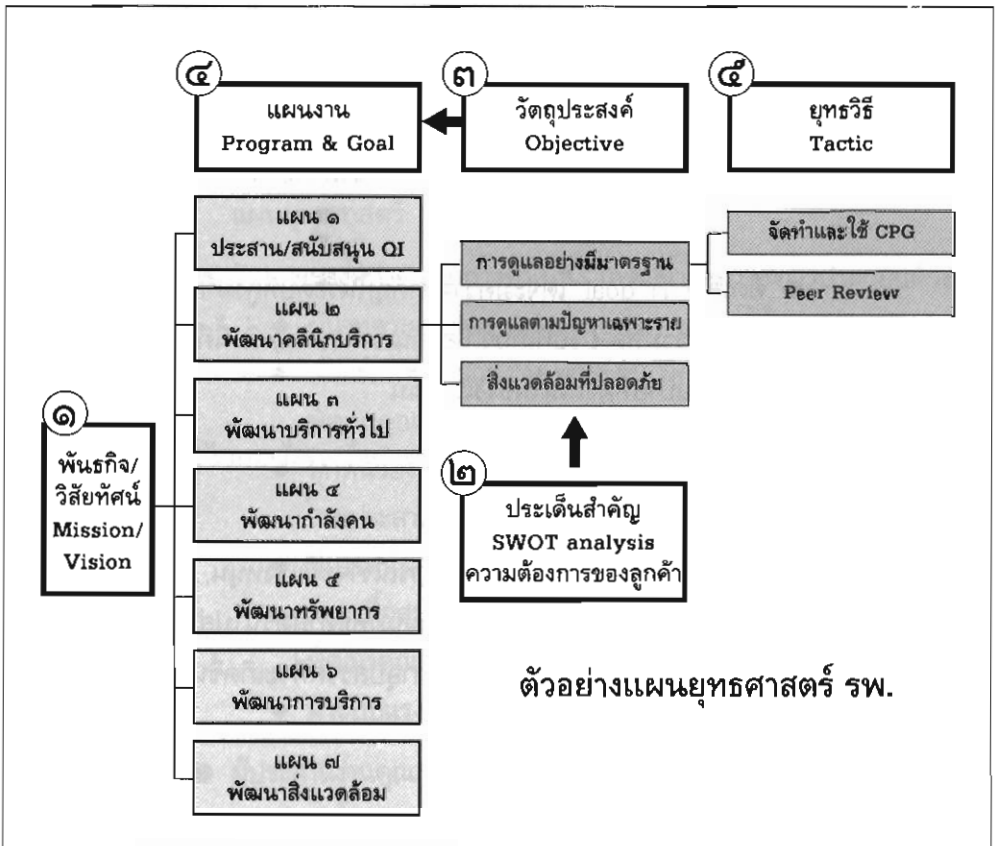 ๔
แผนงาน
Program & Goal
๓
วัตถุประสงค์
Objective
๕
ยุทธวิธี
Tactic
แผน ๑
ประสาน/สนับสนุน QI
แผน ๒
พัฒนาคลินิกบริการ
แผน ๓
พัฒนาบริการทั่วไป
แผน ๔
พัฒนากำลังคน
แผน ๕
พัฒนาทรัพยากร
แผน ๖
พัฒนาการบริการ
แผน ๗
พัฒนาสิ่งแวดล้อม
การดูแลอย่างมีมาตรฐาน
การดูแลตามปัญหาเฉพาะราย
สิ่งแวดล้อมที่ปลอดภัย
จัดทำและใช้ CPG
Peer Review
๑
พันธกิจ/
วิสัยทัศน์
Mission/
Vision
๒
ประเด็นสำคัญ
SWOT analysis
ความต้องการของลูกค้า
ตัวอย่างแผนยุทธศาสตร์ รพ.